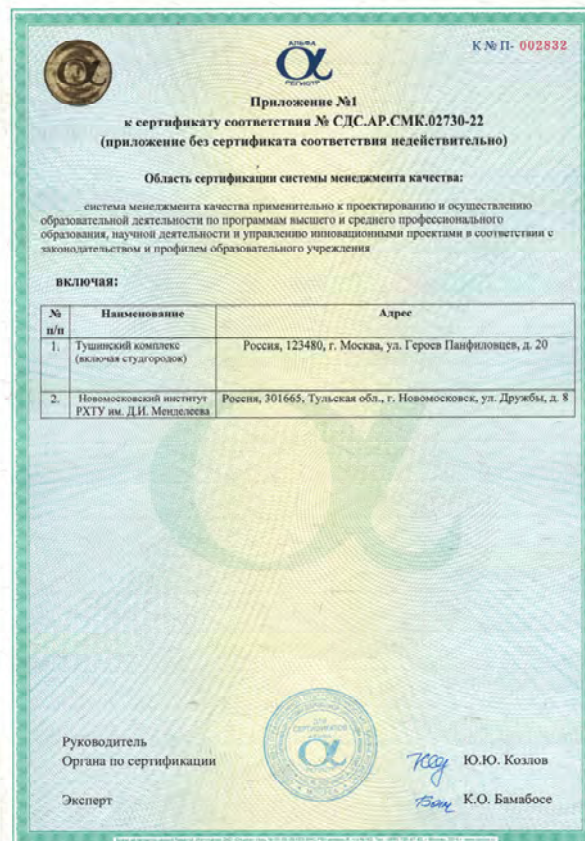 К № П- 002832
АЛЬФА
РЕГИСТР
Приложение №1
к сертификату соответствия № СДС.АР.СМК.02730-22
(приложение без сертификата соответствия недействительно)
Область сертификации системы менеджмента качества:
система менеджмента качества применительно к проектированию и осуществлению
образовательной деятельности по программам высшего и среднего профессионального
образования, научной деятельности и управлению инновационными проектами в соответствии с
законодательством и профилем образовательного учреждения
включая:
№ п/п Наименование Адрес
1. Тушинский комплекс (включая студгородок) Россия, 123480, г. Москва, ул. Героев Панфиловцев, д. 20
2. Новомосковский институт РХТУ им. Д.И. Менделеева Россия, 301665, Тульская обл., г. Новомосковск, ул. Дружбы, д. 8
ДЛЯ
СЕРТИФИКАТОВ
Руководитель
Органа по сертификации Ю.Ю. Козлов
Эксперт К.О. Бамабосе